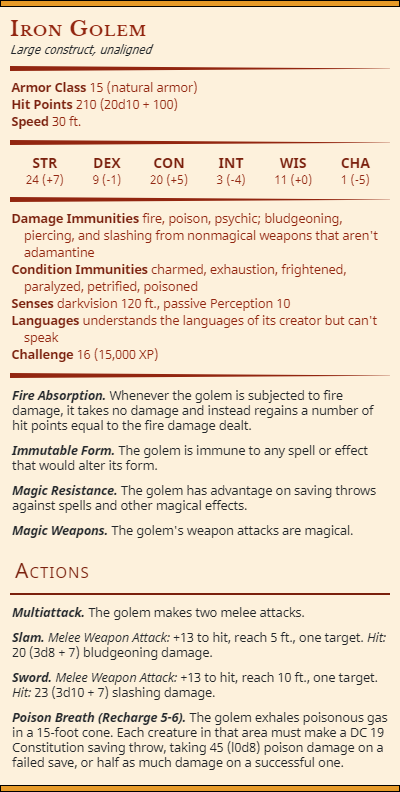 Iron Golem
Large construct, unaligned
Armor Class 15 (natural armor)
Hit Points 210 (20d10 + 100)
Speed 30 ft.
STR DEX CON INT WIS CHA
24 (+7) 9 (-1) 20 (+5) 3 (-4) 11 (+0) 1 (-5)
Damage Immunities fire, poison, psychic; bludgeoning,
piercing, and slashing from nonmagical weapons that aren't
adamantine
Condition Immunities charmed, exhaustion, frightened,
paralyzed, petrified, poisoned
Senses darkvision 120 ft., passive Perception 10
Languages understands the languages of its creator but can't
speak
Challenge 16 (15,000 XP)
Fire Absorption. Whenever the golem is subjected to fire
damage, it takes no damage and instead regains a number of
hit points equal to the fire damage dealt.
Immutable Form. The golem is immune to any spell or effect
that would alter its form.
Magic Resistance. The golem has advantage on saving throws
against spells and other magical effects.
Magic Weapons. The golem's weapon attacks are magical.
Actions
Multiattack. The golem makes two melee attacks.
Slam. Melee Weapon Attack: +13 to hit, reach 5 ft., one target. Hit:
20 (3d8 + 7) bludgeoning damage.
Sword. Melee Weapon Attack: +13 to hit, reach 10 ft., one target.
Hit: 23 (3d10 + 7) slashing damage.
Poison Breath (Recharge 5-6). The golem exhales poisonous gas
in a 15-foot cone. Each creature in that area must make a DC 19
Constitution saving throw, taking 45 (l0d8) poison damage on a
failed save, or half as much damage on a successful one.